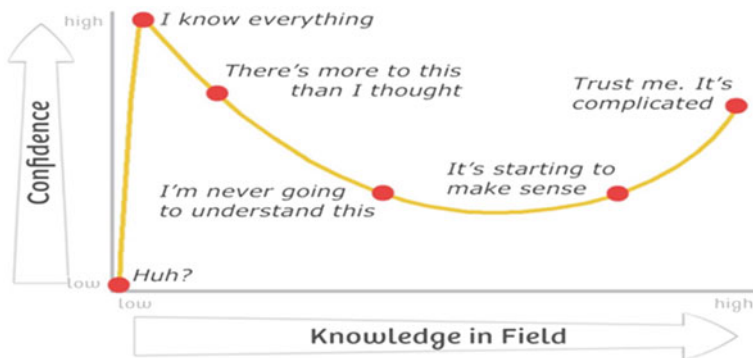 high
I know everything
There's more to this
than I thought
Trust me. It's
complicated
Confidence
I'm never going
to understand this
It's starting to
make sense
low
Huh?
low
high
Knowledge in Field